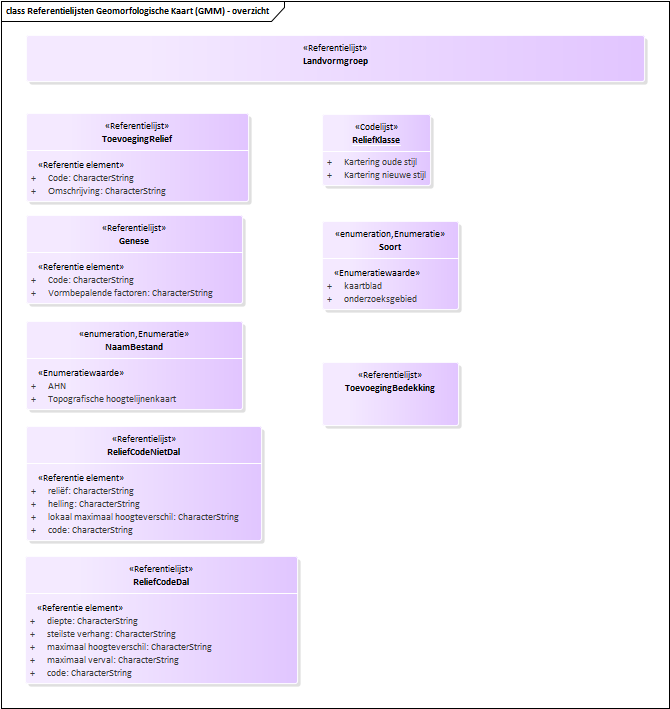 class Referentielijsten Geomorfologische Kaart (GMM) - overzicht
«Referentielijst»
Landvormgroep
«Referentielijst»
ToevoegingRelief
«Referentie element»
+ Code: CharacterString
+ Omschrijving: CharacterString
«Codelijst»
ReliefKlasse
+ Kartering oude stijl
+ Kartering nieuwe stijl
«Referentielijst»
Genese
«Referentie element»
+ Code: CharacterString
+ Vormbepalende factoren: CharacterString
«enumeration,Enumeratie»
Soort
«Enumeratiewaarde»
+ kaartblad
+ onderzoeksgebied
«enumeration,Enumeratie»
NaamBestand
«Enumeratiewaarde»
+ AHN
+ Topografische hoogtelijnenkaart
«Referentielijst»
ToevoegingBedekking
«Referentielijst»
ReliefCodeNietDal
«Referentie element»
+ reliëf: CharacterString
+ helling: CharacterString
+ lokaal maximaal hoogteverschil: CharacterString
+ code: CharacterString
«Referentielijst»
ReliefCodeDal
«Referentie element»
+ diepte: CharacterString
+ steilste verhang: CharacterString
+ maximaal hoogteverschil: CharacterString
+ maximaal verval: CharacterString
+ code: CharacterString